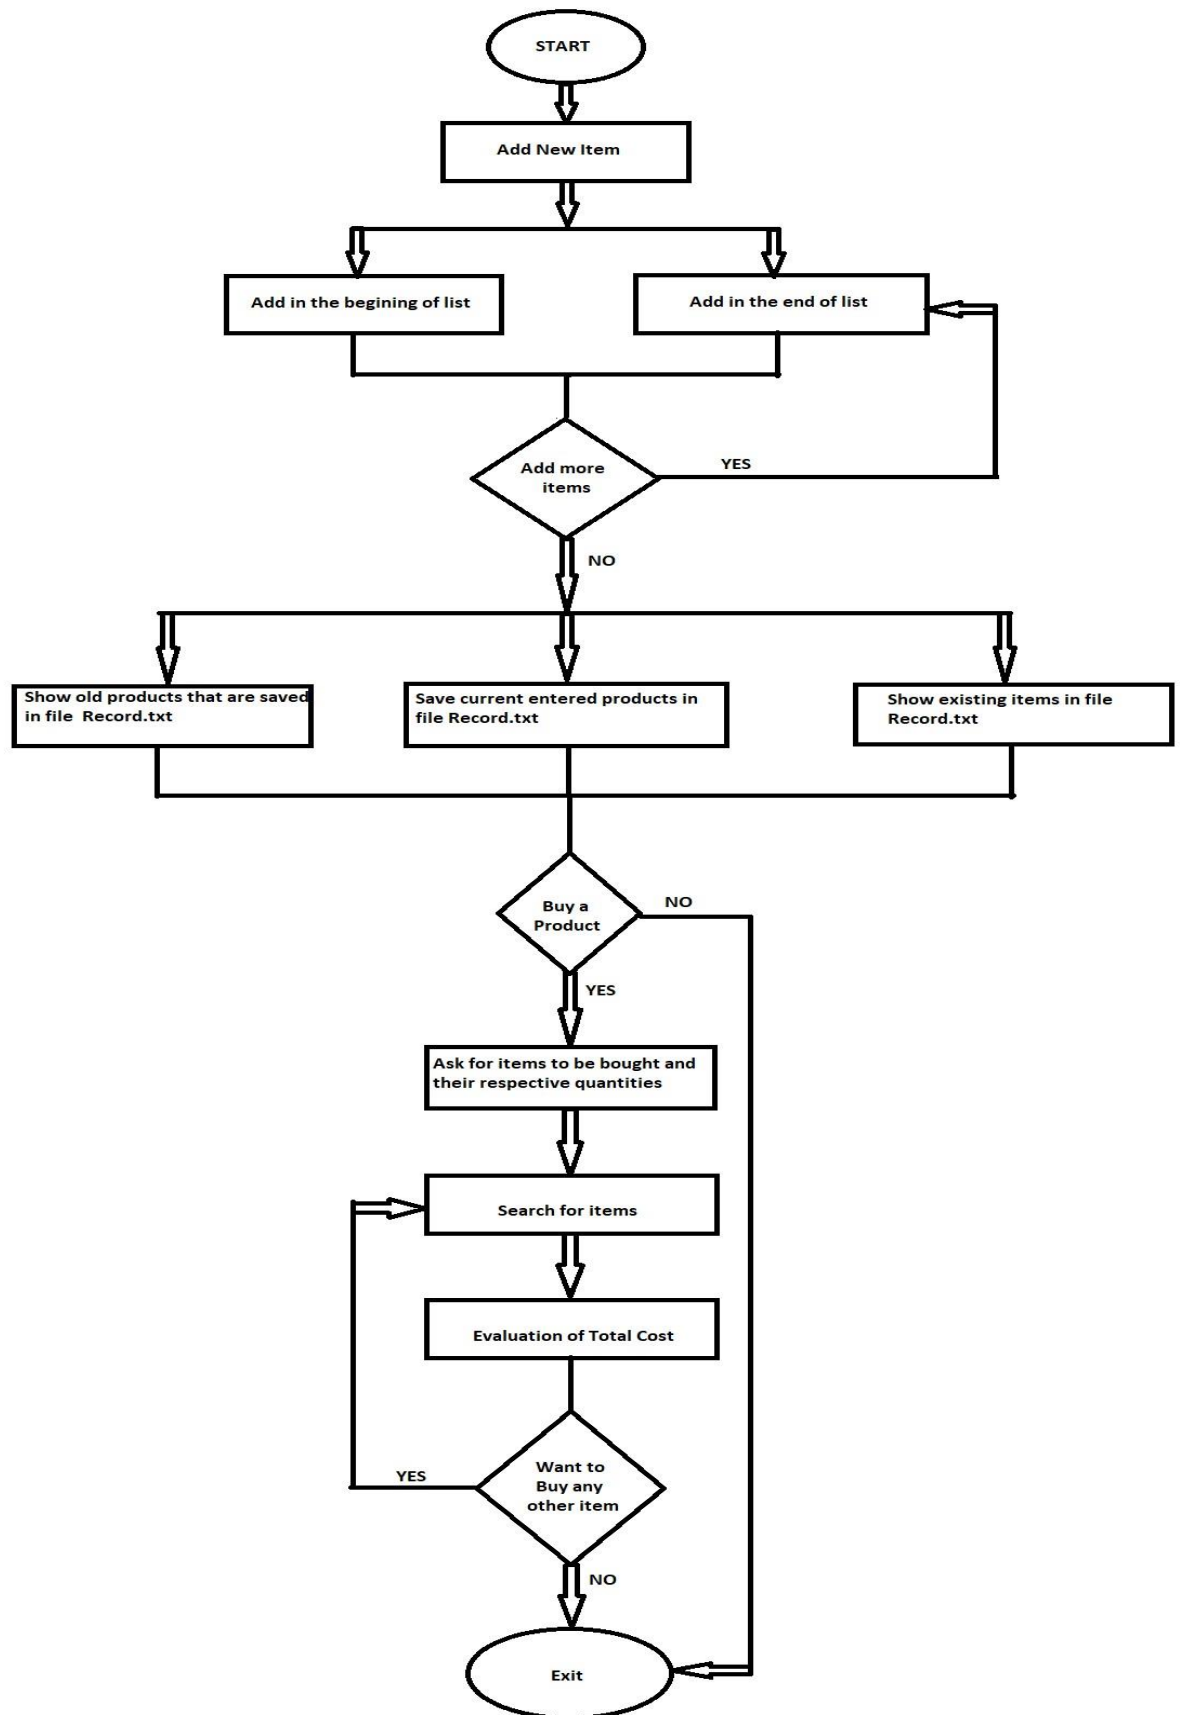 START
Add New Item
Add in the begining of list
Add in the end of list
Add more
items
YES
NO
Show old products that are saved
in file Record.txt
Save current entered products in
file Record.txt
Show existing items in file
Record.txt
Buy a
Product
NO
YES
Ask for items to be bought and
their respective quantities
Search for items
Evaluation of Total Cost
Want to
Buy any
other item
YES
NO
Exit